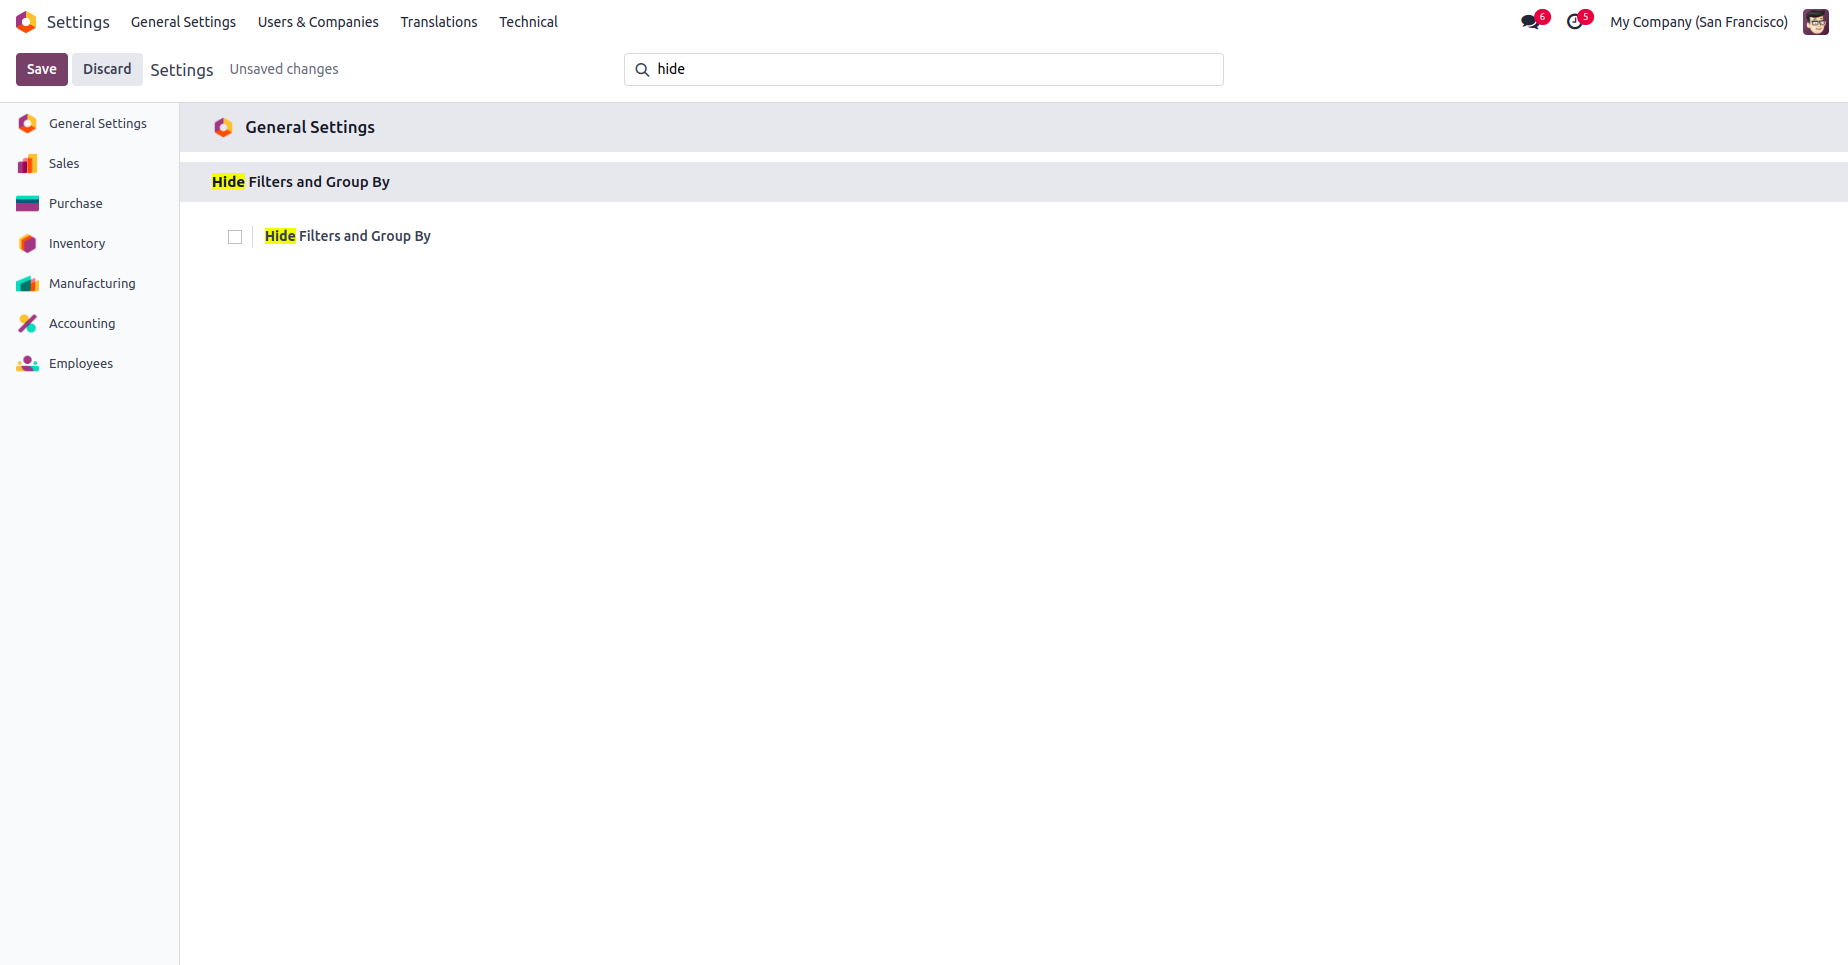 Settings General Settings Users & Companies Translations Technical 6 5 My Company (San Francisco)
Save Discard Settings Unsaved changes hide
General Settings
Sales
Purchase
Inventory
Manufacturing
Accounting
Employees
General Settings
Hide Filters and Group By
Hide Filters and Group By